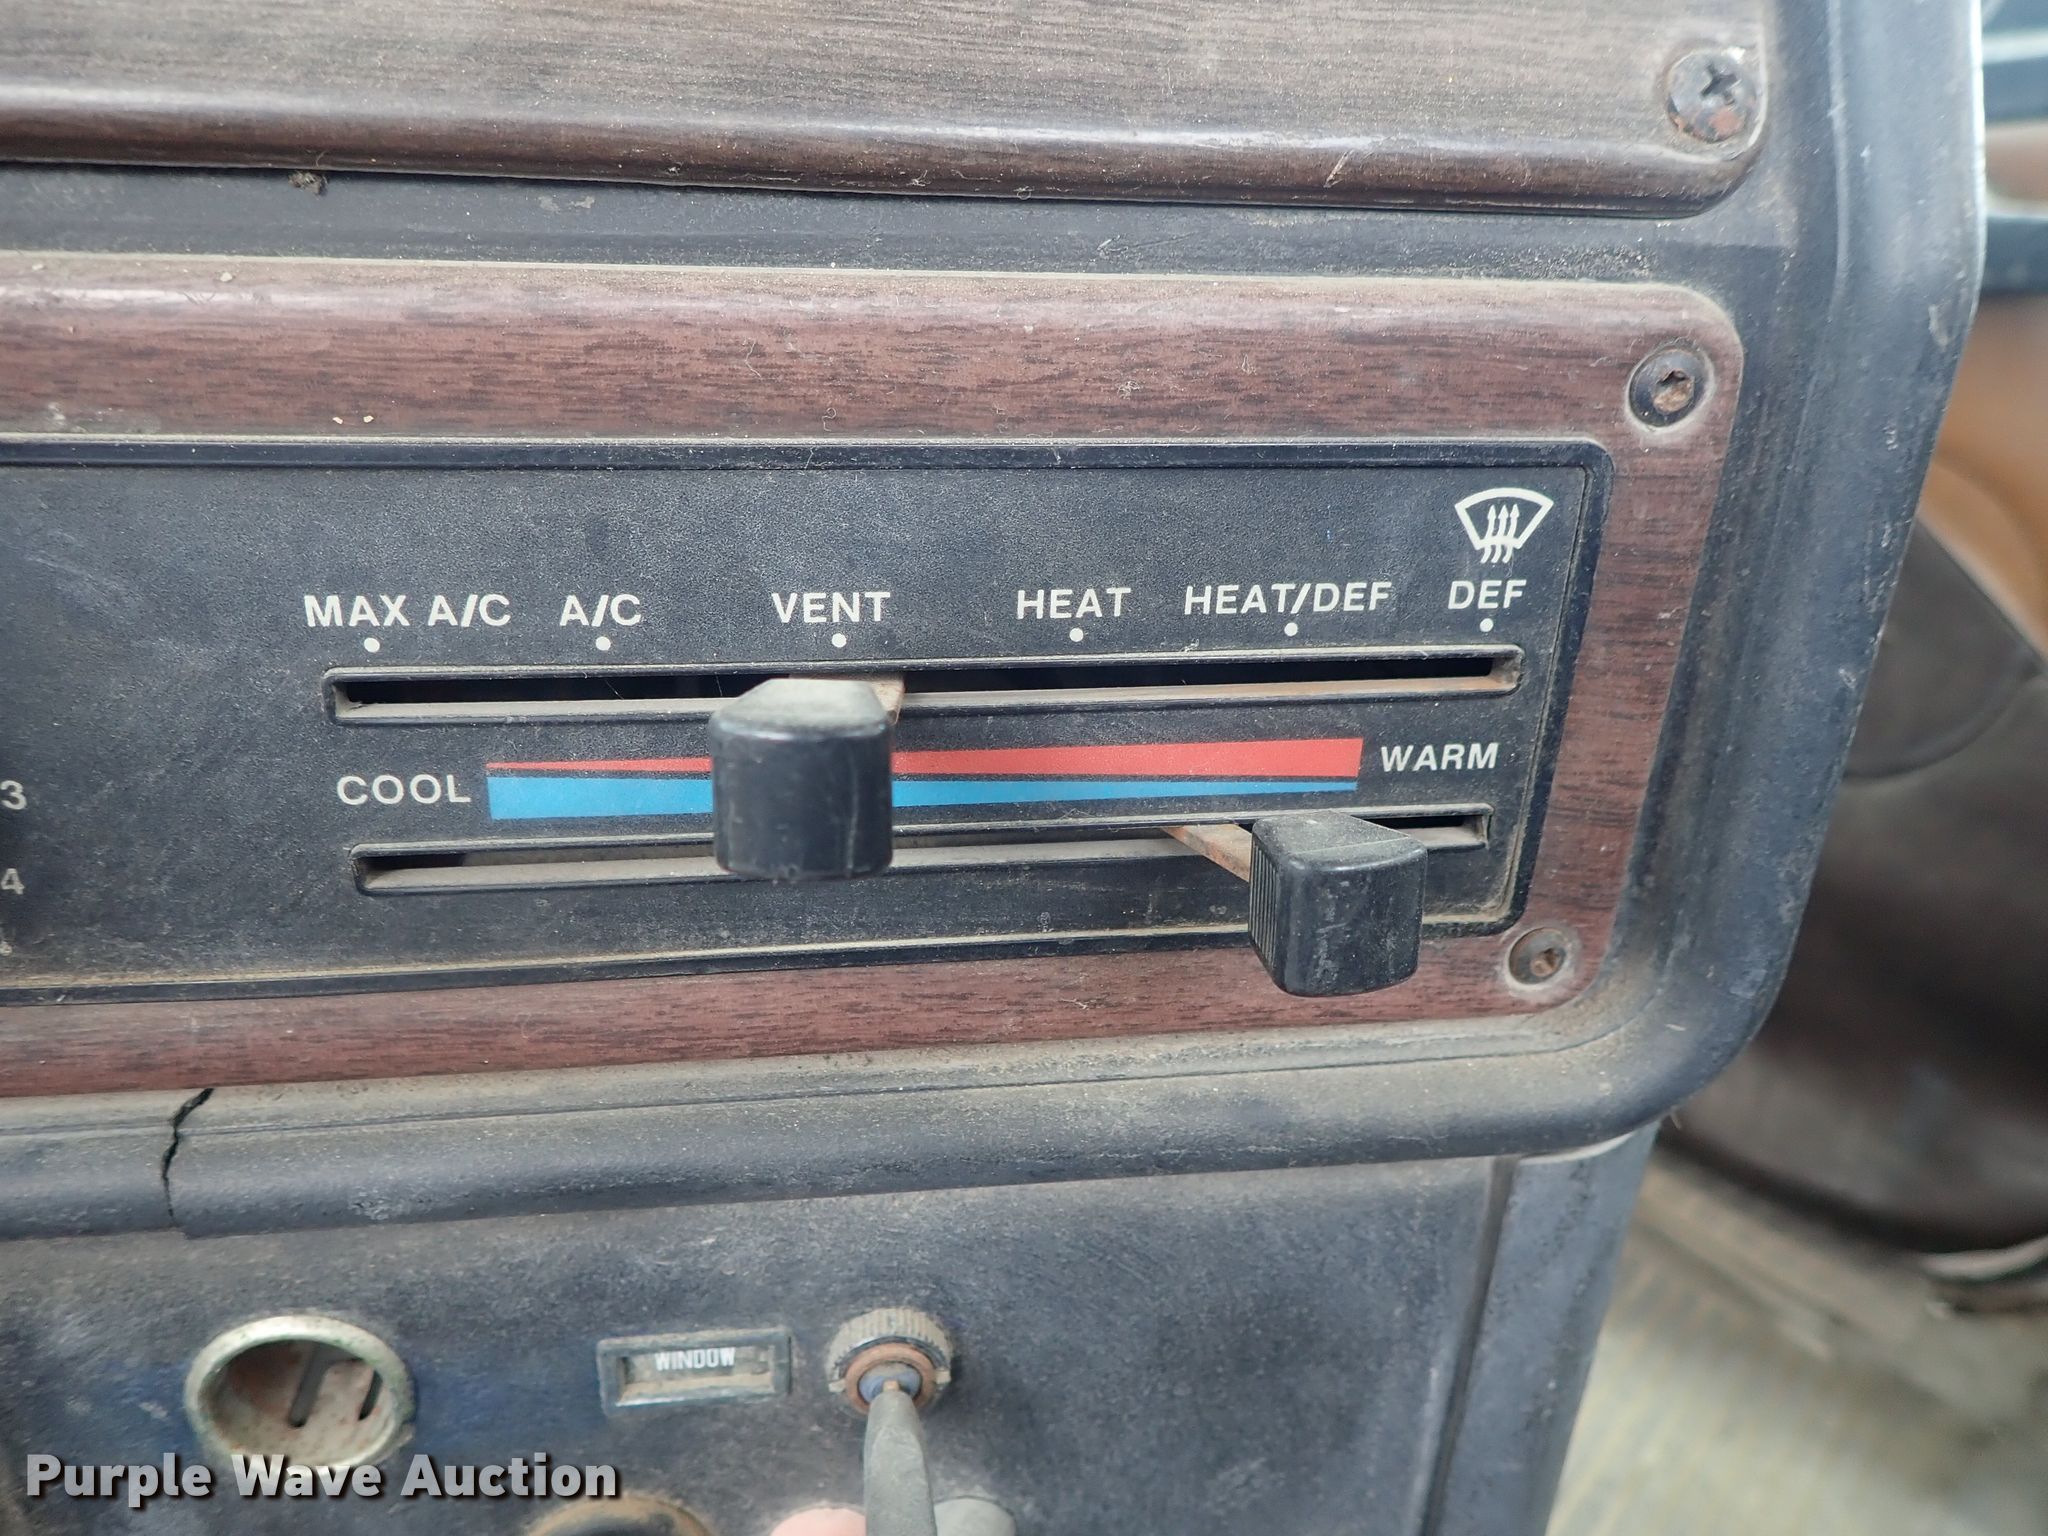 MAX A/C A/C VENT HEAT HEAT/DEF DEF
COOL WARM
3
4
WINDOW
Purple Wave Auction